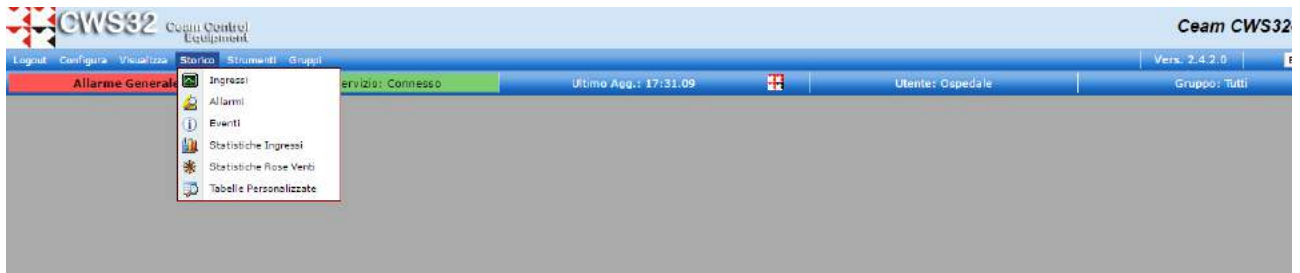 CWS32 Ceam Control
Equipment
Ceam CWS32
Logout Configura Visualizza Storico Strumenti Gruppi
Vers. 2.4.2.0
Allarme Generale
ervizio: Connesso
Ultimo Agg.: 17:31.09
Utente: Ospedale
Gruppo: Tutti
Ingressi
Allarmi
Eventi
Statistiche Ingressi
Statistiche Rose Venti
Tabelle Personalizzate